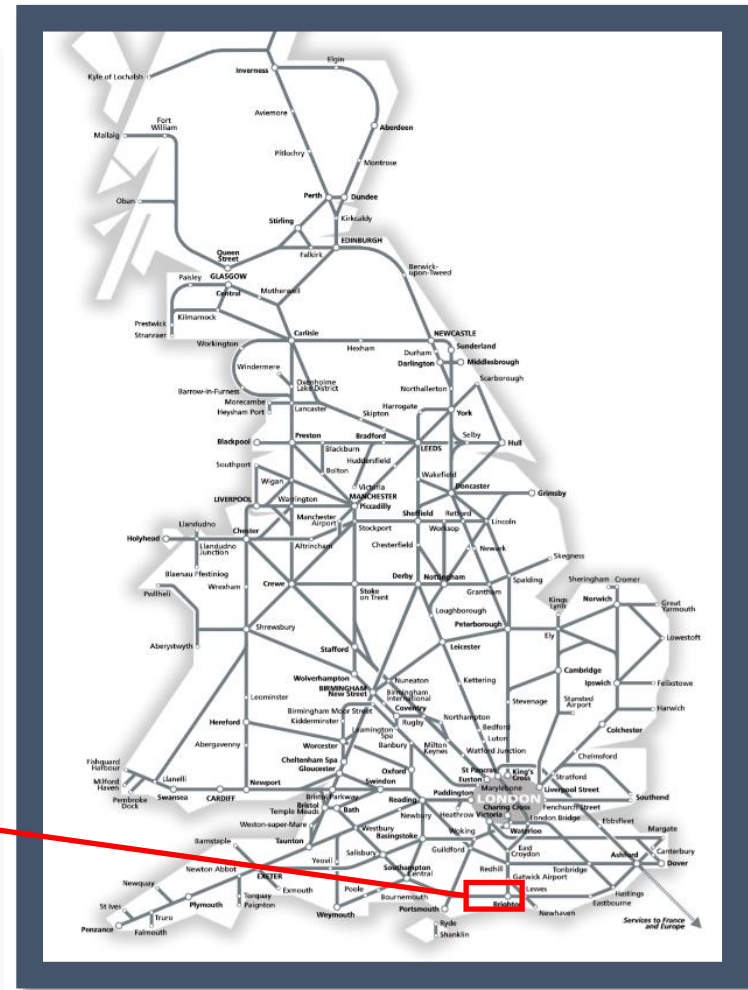 Elgin
Inverness
Kyle of Lochalsh
Aviemore
Fort
William
Aberdeen
Mallaig
Pitlochry
Montrose
Perth
Dundee
Oban
Kirkcaldy
Stirling
EDINBURGH
Queen
Street
Falkirk
GLASGOW
Berwick-
upon-Tweed
Paisley
Central
Motherwell
Kilmarnock
Prestwick
Stranraer
Carlisle
NEWCASTLE
Workington
Hexham
Sunderland
Durham
Darlington
Middlesbrough
Windermere
Scarborough
Oxenholme
Lake District
Northallerton
Barrow-in-Furness
Morecambe
Heysham Port
Lancaster
Harrogate
York
Skipton
Blackpool
Preston
Bradford
Selby
Hull
Blackburn
LEEDS
Southport
Huddersfield
Bolton
Wakefield
Wigan
Victoria
Doncaster
Grimsby
LIVERPOOL
Warrington
MANCHESTER
Piccadilly
Llandudno
Manchester
Airport
Sheffield
Retford
Lincoln
Stockport
Worksop
Chester
Holyhead
Llandudno
Junction
Altrincham
Chesterfield
Newark
Skegness
Blaenau Ffestiniog
Crewe
Derby
Nottingham
Spalding
Sheringham
Cromer
Pwllheli
Wrexham
Stoke
on Trent
Grantham
Kings
Lynn
Norwich
Great
Yarmouth
Loughborough
Shrewsbury
Peterborough
Ely
Lowestoft
Aberystwyth
Stafford
Leicester
Cambridge
Wolverhampton
Nuneaton
Kettering
Ipswich
Felixstowe
BIRMINGHAM
New Street
Birmingham
International
Leominster
Stevenage
Stansted
Airport
Harwich
Birmingham Moor Street
Coventry
Kidderminster
Rugby
Northampton
Hereford
Leamington
Spa
Bedford
Colchester
Worcester
Banbury
Milton
Keynes
Luton
Abergavenny
Watford Junction
Chelmsford
Cheltenham Spa
Fishguard
Harbour
Gloucester
Oxford
St Pancras
King's
Cross
Stratford
Llanelli
Euston
Milford
Haven
Newport
Swindon
Marylebone
Liverpool Street
Pembroke
Dock
Swansea
CARDIFF
Bristol Parkway
Reading
Paddington
LONDON
Southend
Bristol
Temple Meads
Bath
Charing Cross
Fenchurch Street
Newbury
Heathrow
Victoria
London Bridge
Ebbsfleet
Weston-super-Mare
Westbury
Basingstoke
Woking
Waterloo
Margate
Barnstaple
Taunton
Guildford
East
Croydon
Canterbury
Salisbury
Yeovil
Redhill
Tonbridge
Ashford
Dover
Newton Abbot
Southampton
Central
Gatwick Airport
EXETER
Newquay
Exmouth
Poole
Lewes
Hastings
Torquay
Bournemouth
Eastbourne
St Ives
Plymouth
Paignton
Portsmouth
Brighton
Newhaven
Truro
Weymouth
Penzance
Falmouth
Ryde
Shanklin
Services to France
and Europe